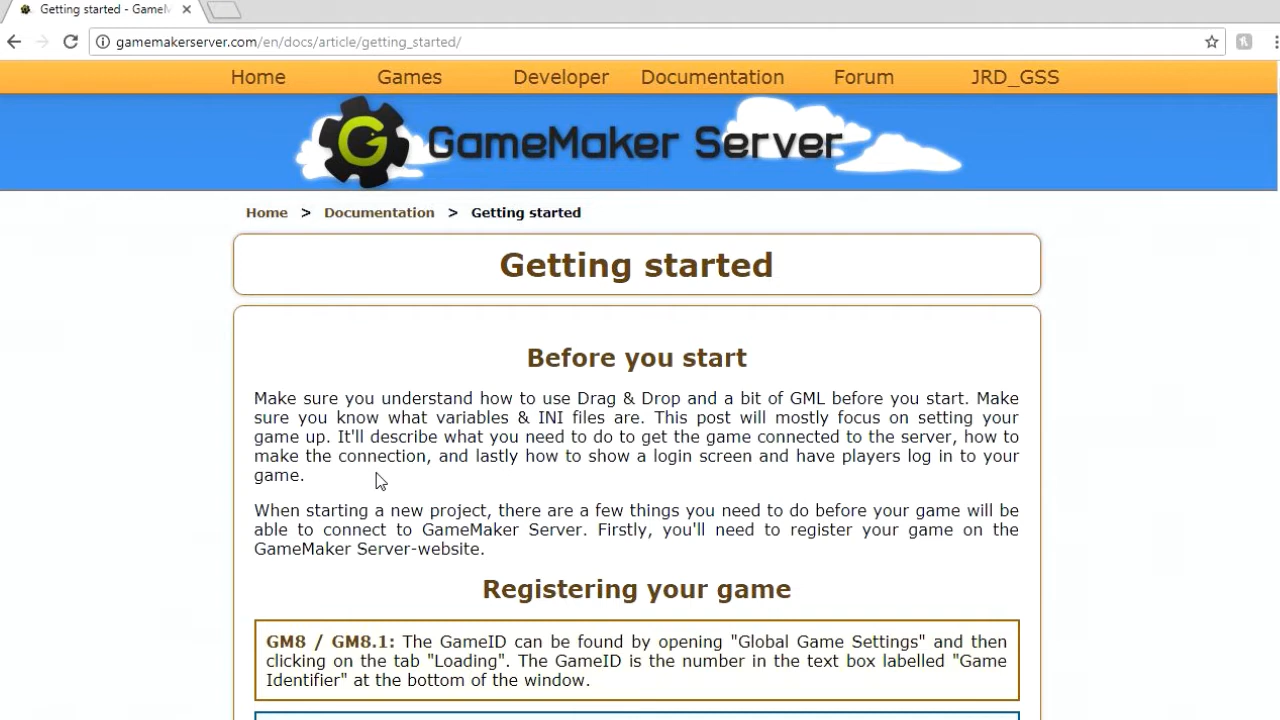 Getting started - GameM
gamemakerserver.com/en/docs/article/getting_started/
Home Games Developer Documentation Forum JRD_GSS
GameMaker Server
Home > Documentation > Getting started
Getting started
Before you start
Make sure you understand how to use Drag & Drop and a bit of GML before you start. Make
sure you know what variables & INI files are. This post will mostly focus on setting your
game up. It'll describe what you need to do to get the game connected to the server, how to
make the connection, and lastly how to show a login screen and have players log in to your
game.
When starting a new project, there are a few things you need to do before your game will be
able to connect to GameMaker Server. Firstly, you'll need to register your game on the
GameMaker Server-website.
Registering your game
GM8 / GM8.1: The GameID can be found by opening "Global Game Settings" and then
clicking on the tab "Loading". The GameID is the number in the text box labelled "Game
Identifier" at the bottom of the window.